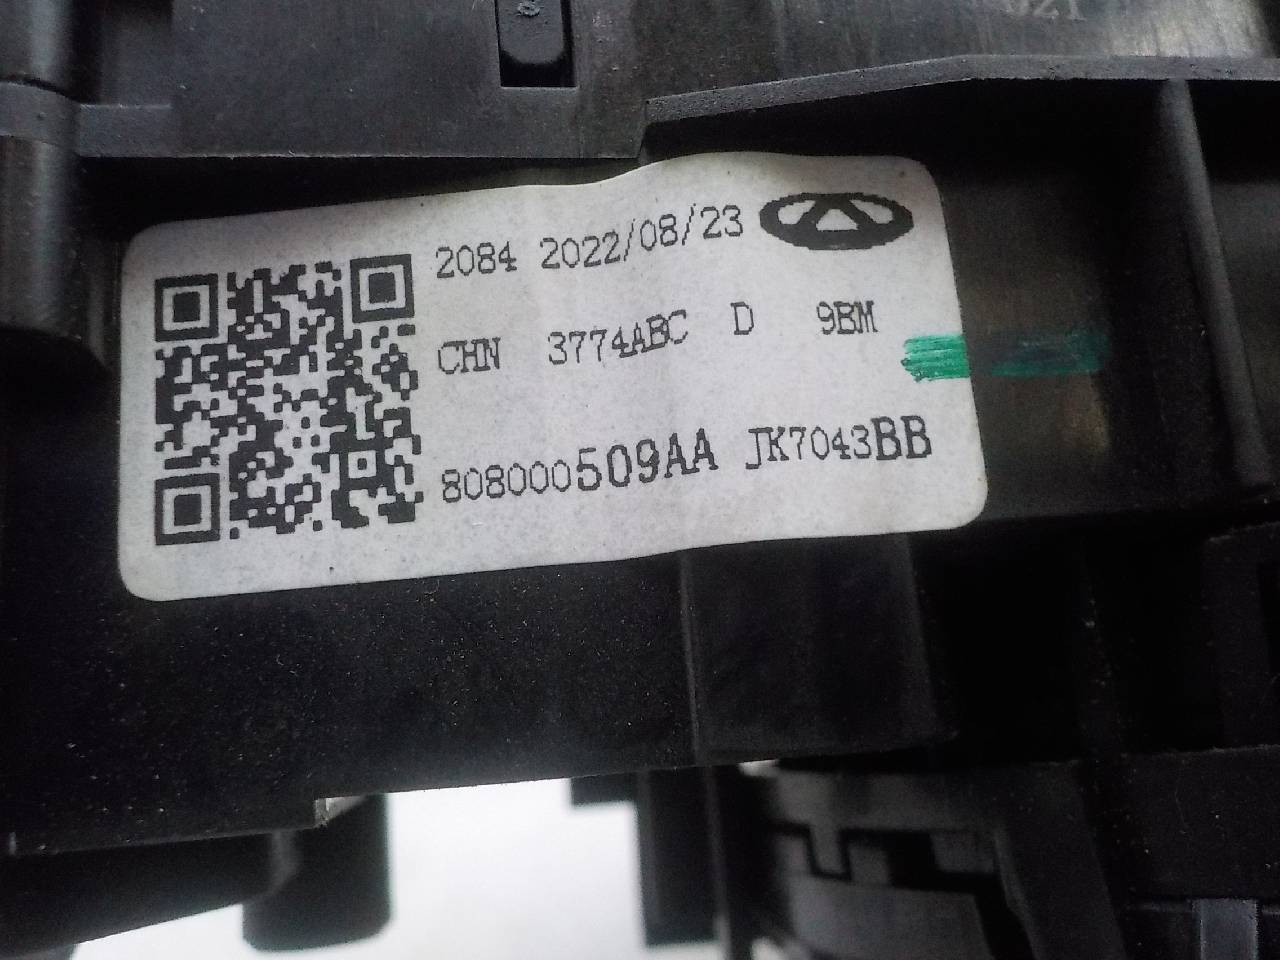 2084 2022/08/23
CHN 3774ABC D 9BM
808000509AA JK7043BB